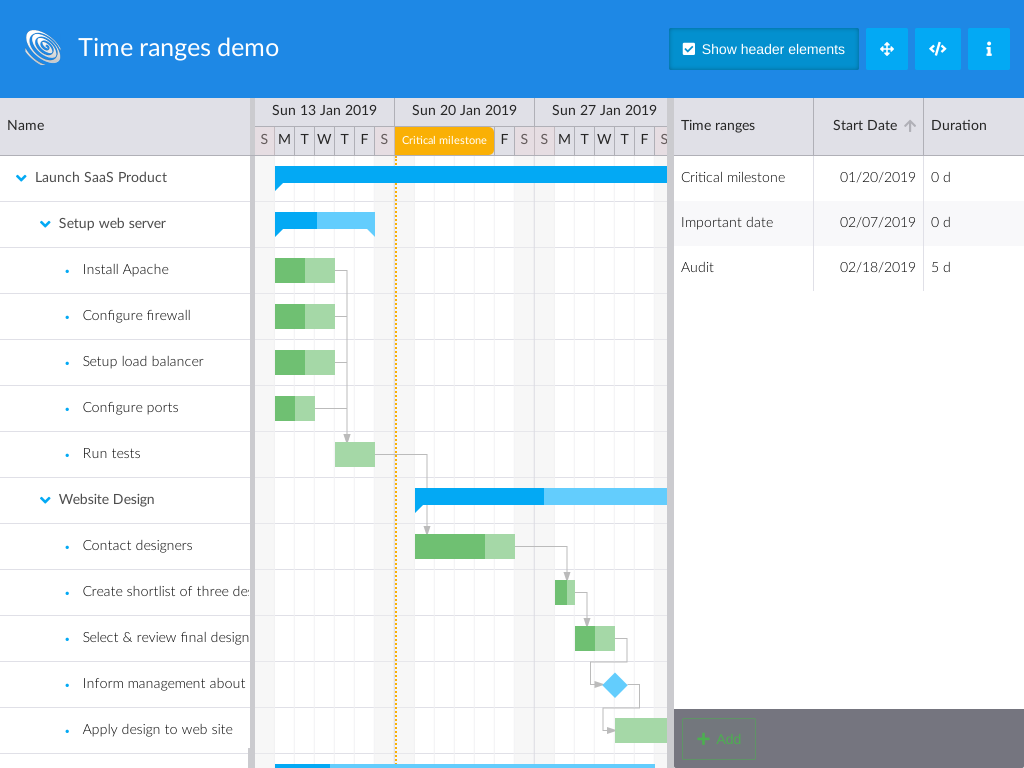 Time ranges demo
Show header elements
Name
Sun 13 Jan 2019 Sun 20 Jan 2019 Sun 27 Jan 2019
S M T W T F S Critical milestone F S S M T W T F S
Time ranges Start Date Duration
Launch SaaS Product
Setup web server
Install Apache
Configure firewall
Setup load balancer
Configure ports
Run tests
Website Design
Contact designers
Create shortlist of three
Select & review final design
Inform management about
Apply design to web site
Critical milestone 01/20/2019 0 d
Important date 02/07/2019 0 d
Audit 02/18/2019 5 d
Add